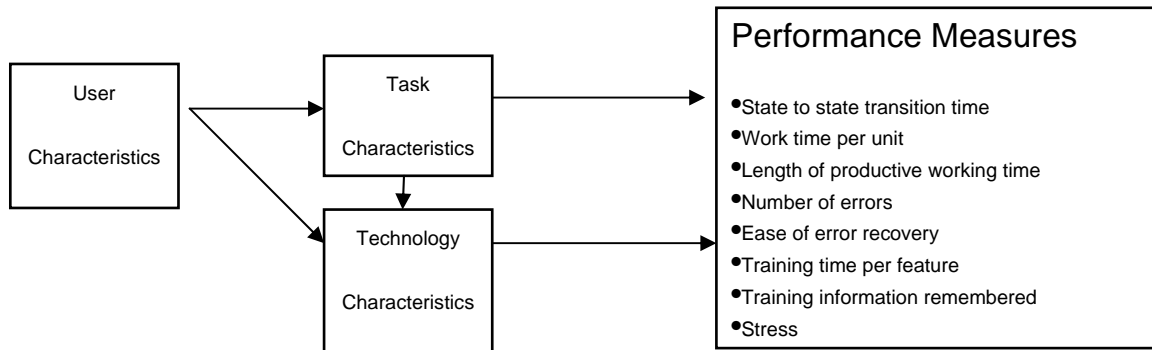 User
Characteristics
Task
Characteristics
Technology
Characteristics
Performance Measures
•State to state transition time
•Work time per unit
•Length of productive working time
•Number of errors
•Ease of error recovery
•Training time per feature
•Training information remembered
•Stress